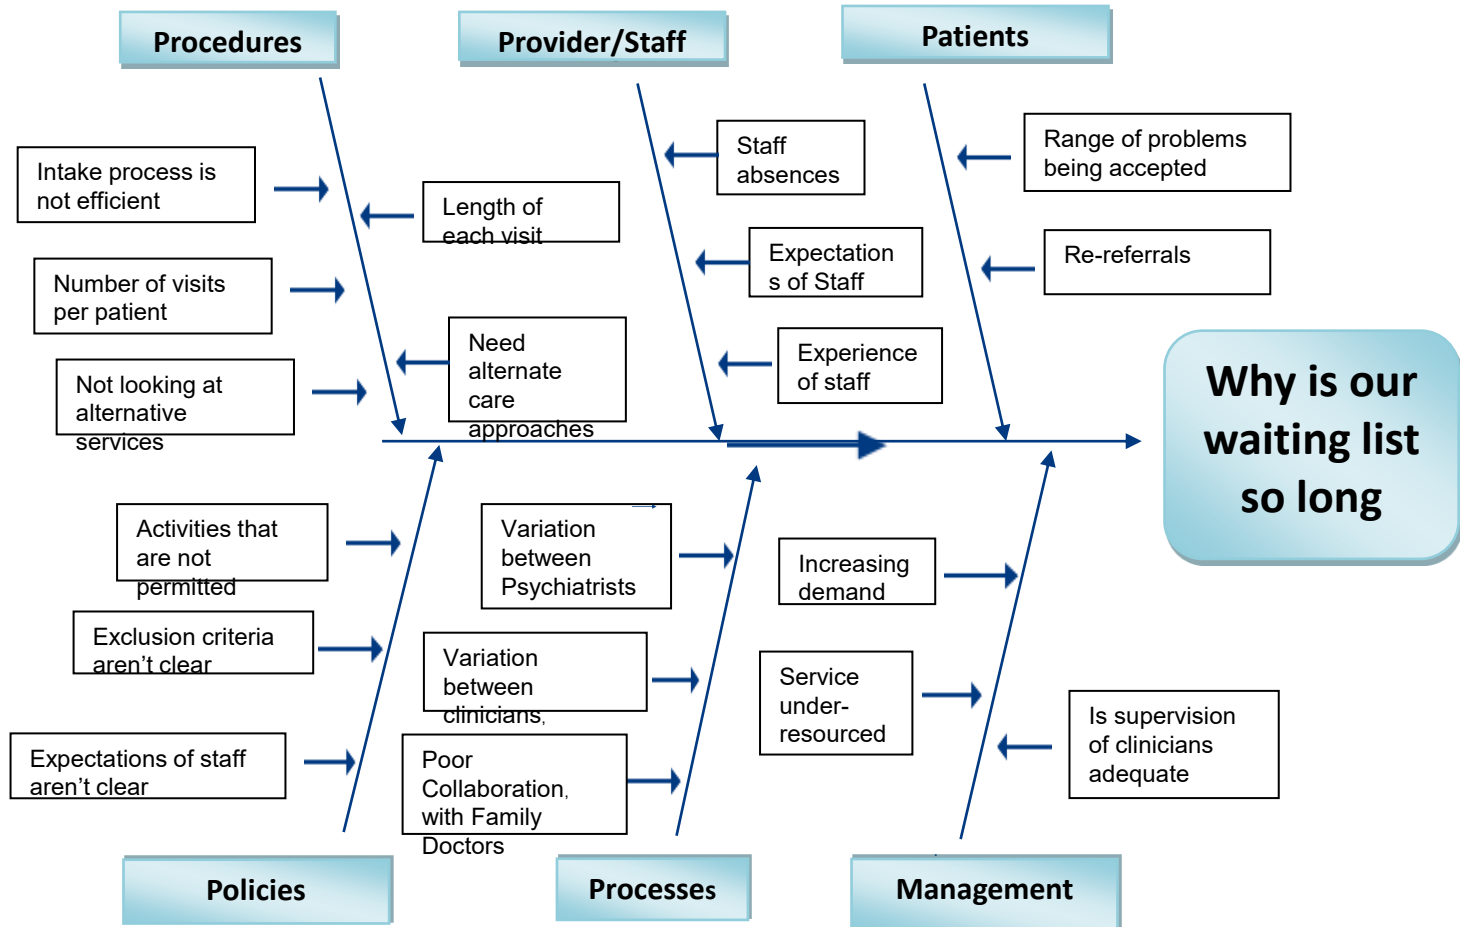 Procedures
Provider/Staff
Patients
Intake process is
not efficient
Length of
each visit
Number of visits
per patient
Need
alternate
care
approaches
Not looking at
alternative
services
Staff
absences
Expectation
s of Staff
Experience
of staff
Range of problems
being accepted
Re-referrals
Why is our
waiting list
so long
Activities that
are not
permitted
Exclusion criteria
aren’t clear
Expectations of staff
aren’t clear
Variation
between
Psychiatrists
Variation
between
clinicians,
Poor
Collaboration,
with Family
Doctors
Increasing
demand
Service
under-
resourced
Is supervision
of clinicians
adequate
Policies
Processes
Management